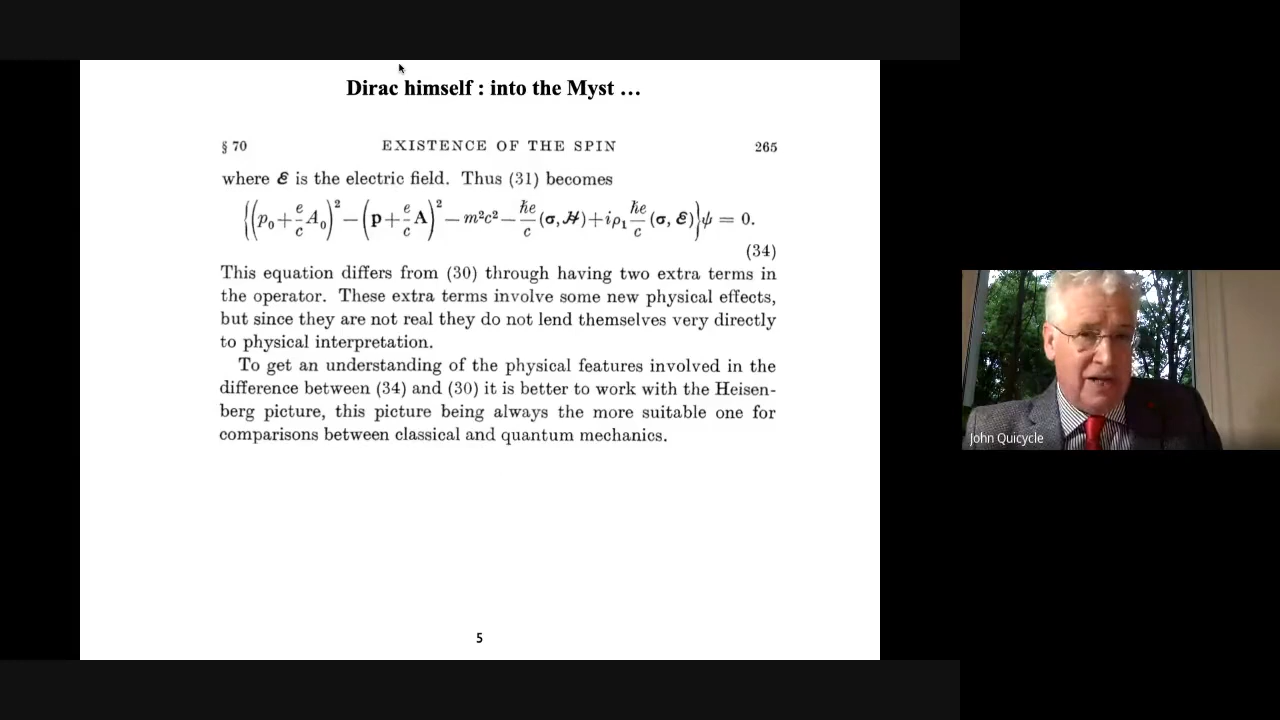 Dirac himself : into the Myst ...
§ 70 EXISTENCE OF THE SPIN 265
where ℰ is the electric field. Thus (31) becomes
{(p₀+e/c A₀)²−(p+e/c A)²−m²c²−ℏe/c (σ,ℋ)+iρ₁ ℏe/c (σ,ℰ)}ψ = 0.
(34)
This equation differs from (30) through having two extra terms in
the operator. These extra terms involve some new physical effects,
but since they are not real they do not lend themselves very directly
to physical interpretation.
To get an understanding of the physical features involved in the
difference between (34) and (30) it is better to work with the Heisen-
berg picture, this picture being always the more suitable one for
comparisons between classical and quantum mechanics.
5
John Quicycle